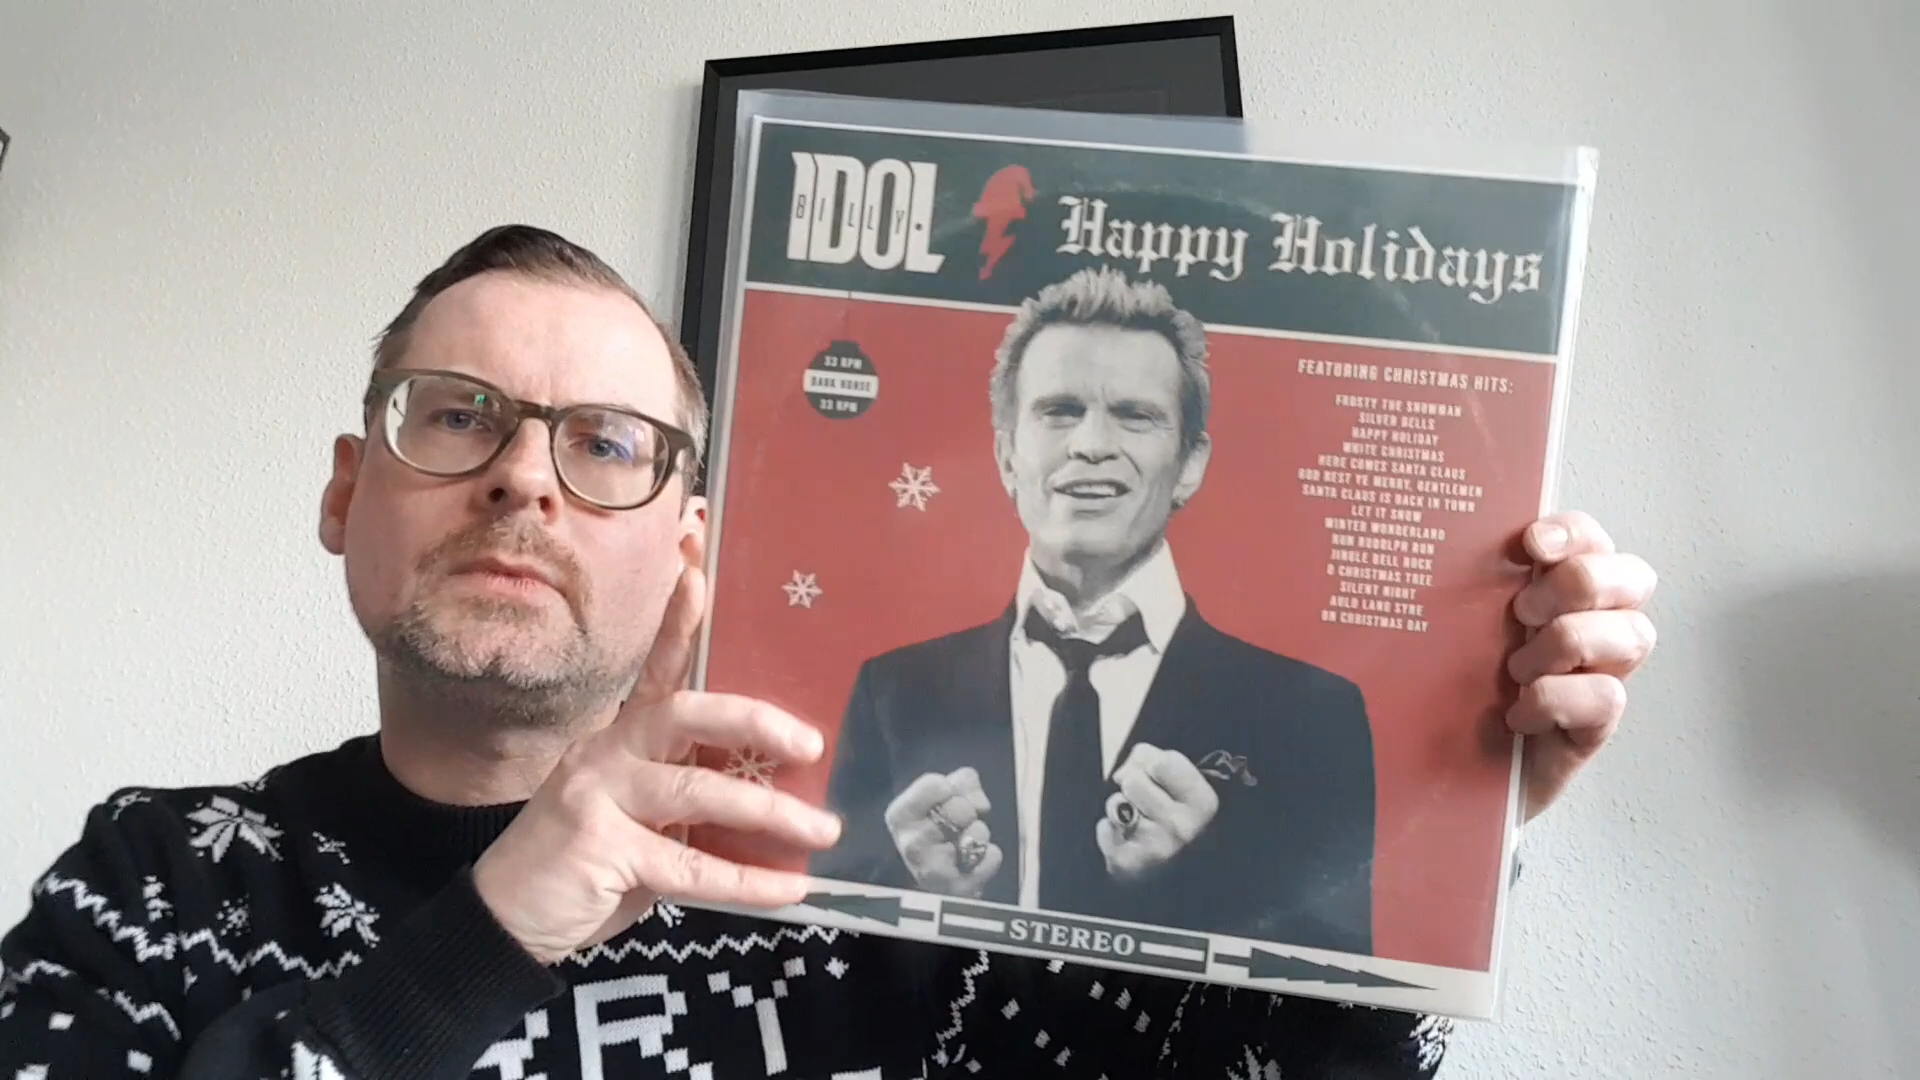 BILLY.
IDOL
Happy Holidays
33 RPM
DARK HORSE
33 RPM
FEATURING CHRISTMAS HITS:
FROSTY THE SNOWMAN
SILVER BELLS
HAPPY HOLIDAY
WHITE CHRISTMAS
HERE COMES SANTA CLAUS
GOD REST YE MERRY, GENTLEMEN
SANTA CLAUS IS BACK IN TOWN
LET IT SNOW
WINTER WONDERLAND
RUN RUDOLPH RUN
JINGLE BELL ROCK
O CHRISTMAS TREE
SILENT NIGHT
AULD LANG SYNE
ON CHRISTMAS DAY
STEREO
RRY